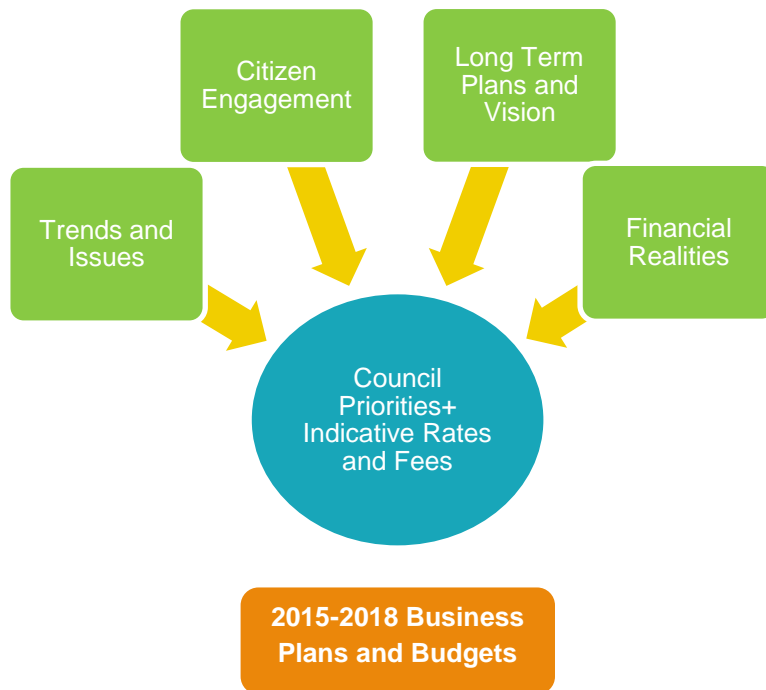 Citizen
Engagement
Long Term
Plans and
Vision
Trends and
Issues
Financial
Realities
Council
Priorities+
Indicative Rates
and Fees
2015-2018 Business
Plans and Budgets